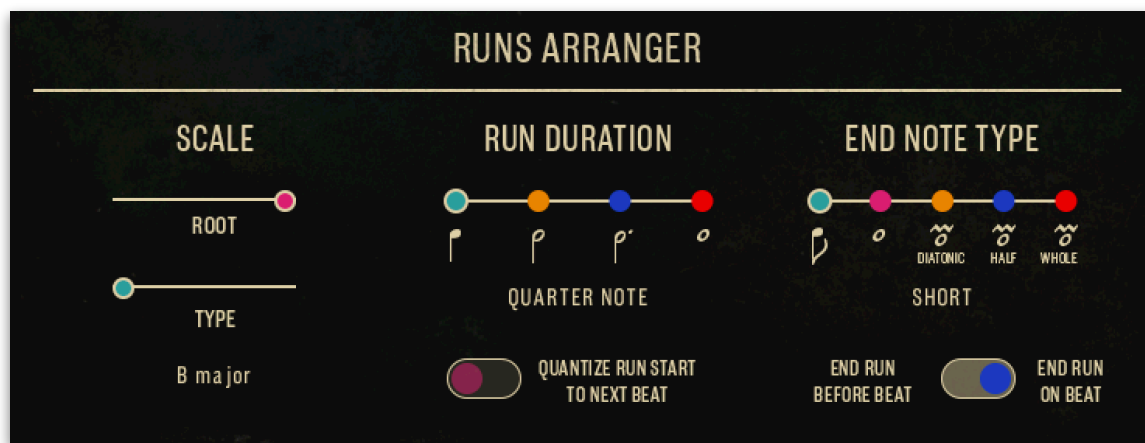 RUNS ARRANGER
SCALE
ROOT
TYPE
B major
RUN DURATION
QUARTER NOTE
QUANTIZE RUN START
TO NEXT BEAT
END NOTE TYPE
DIATONIC HALF WHOLE
SHORT
END RUN
BEFORE BEAT
END RUN
ON BEAT